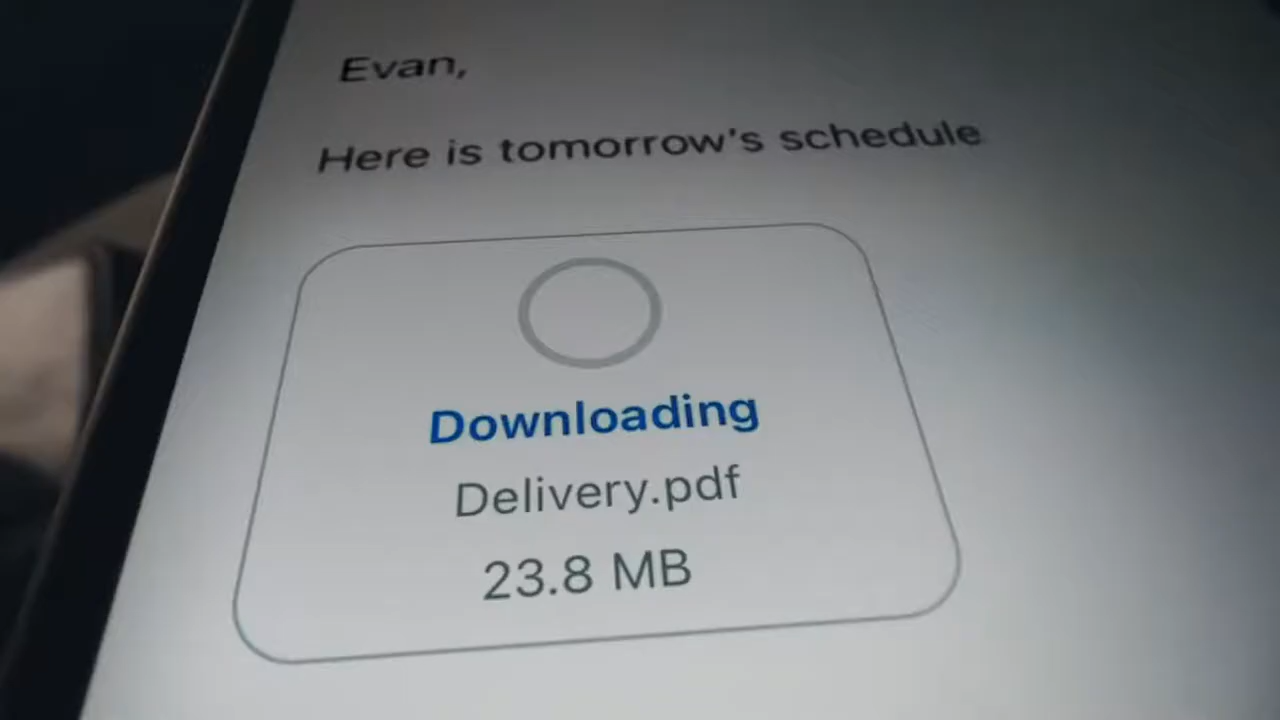 Evan,
Here is tomorrow's schedule
Downloading
Delivery.pdf
23.8 MB